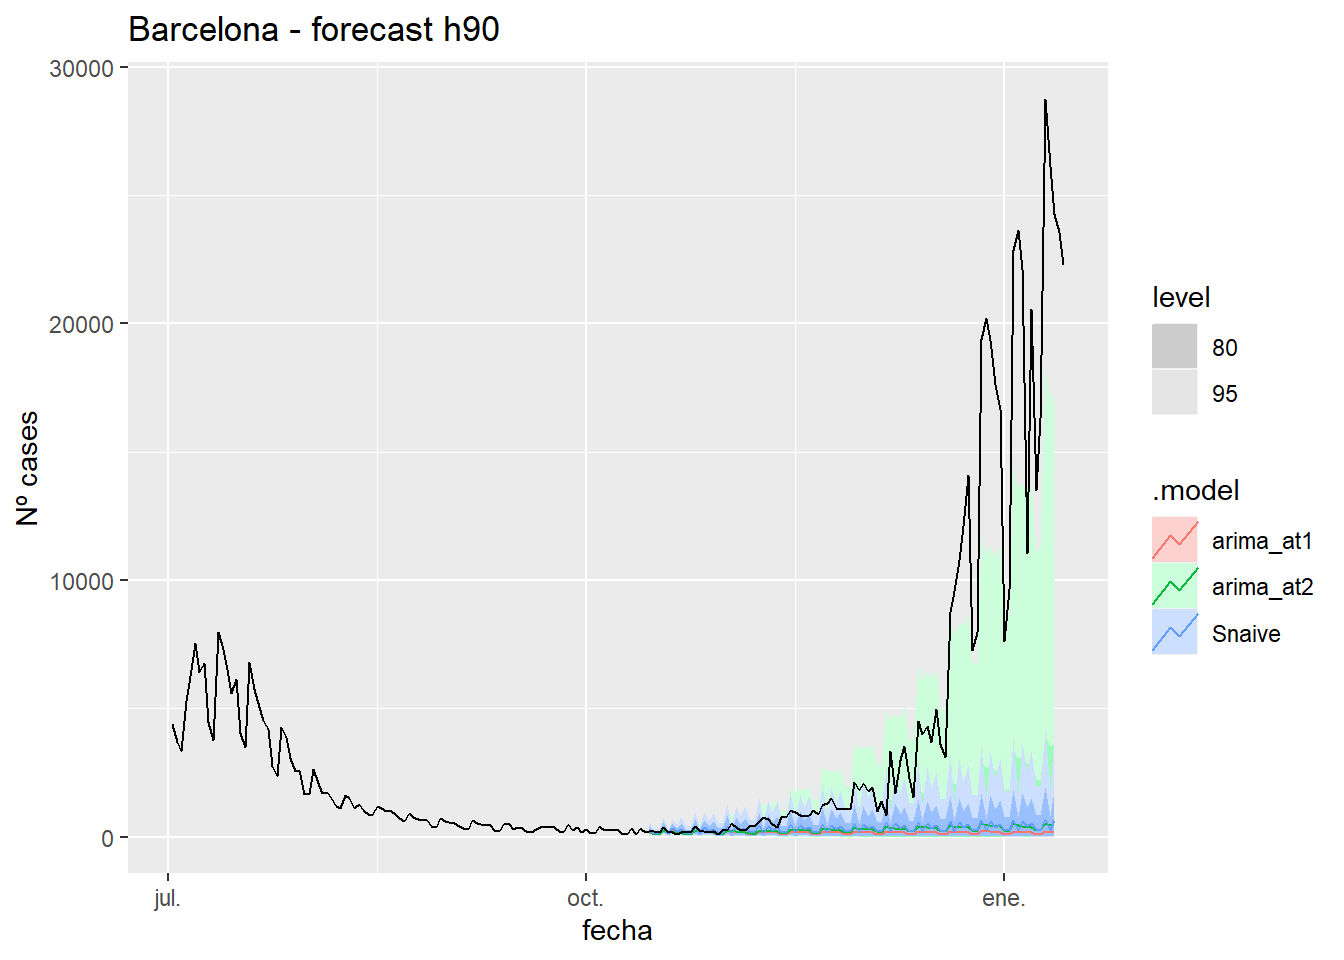 Barcelona - forecast h90
30000
20000
10000
0
Nº cases
jul.
oct.
ene.
fecha
level
80
95
.model
arima_at1
arima_at2
Snaive